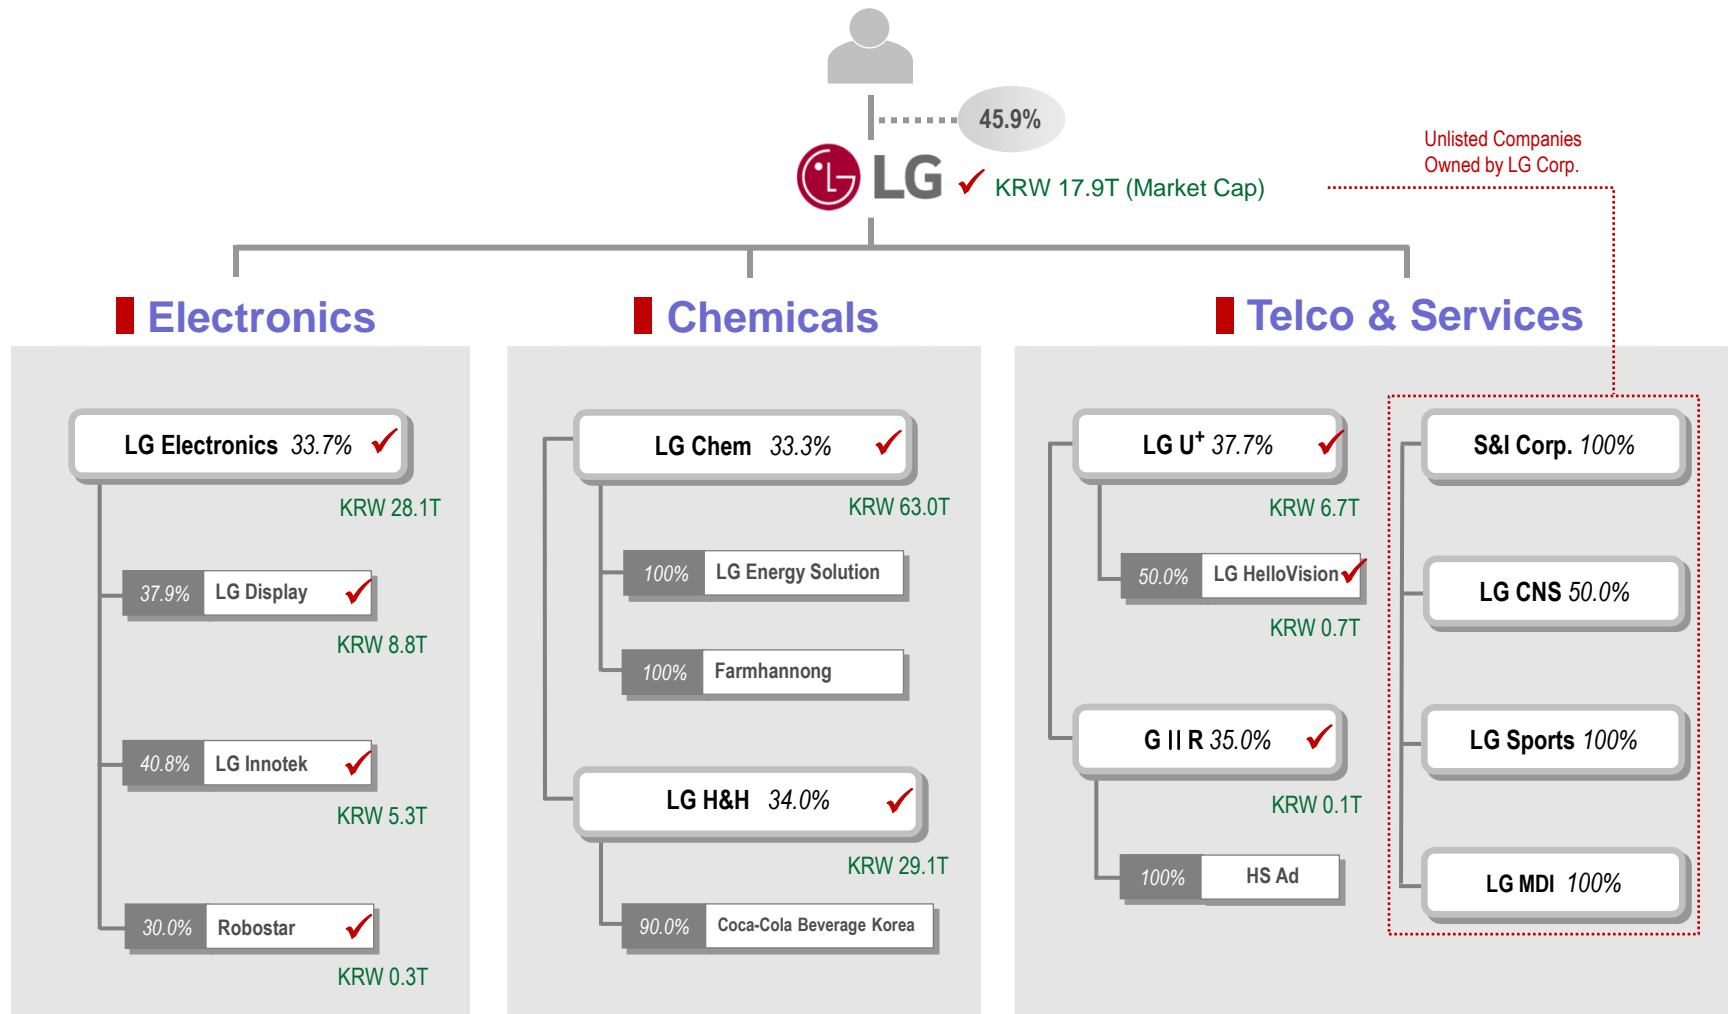 45.9%
Unlisted Companies
Owned by LG Corp.
LG
KRW 17.9T (Market Cap)
Electronics
LG Electronics 33.7%
KRW 28.1T
37.9% LG Display
KRW 8.8T
40.8% LG Innotek
KRW 5.3T
30.0% Robostar
KRW 0.3T
Chemicals
LG Chem 33.3%
KRW 63.0T
100% LG Energy Solution
100% Farmhannong
LG H&H 34.0%
KRW 29.1T
90.0% Coca-Cola Beverage Korea
Telco & Services
LG U+ 37.7%
KRW 6.7T
50.0% LG HelloVision
KRW 0.7T
G II R 35.0%
KRW 0.1T
100% HS Ad
S&I Corp. 100%
LG CNS 50.0%
LG Sports 100%
LG MDI 100%